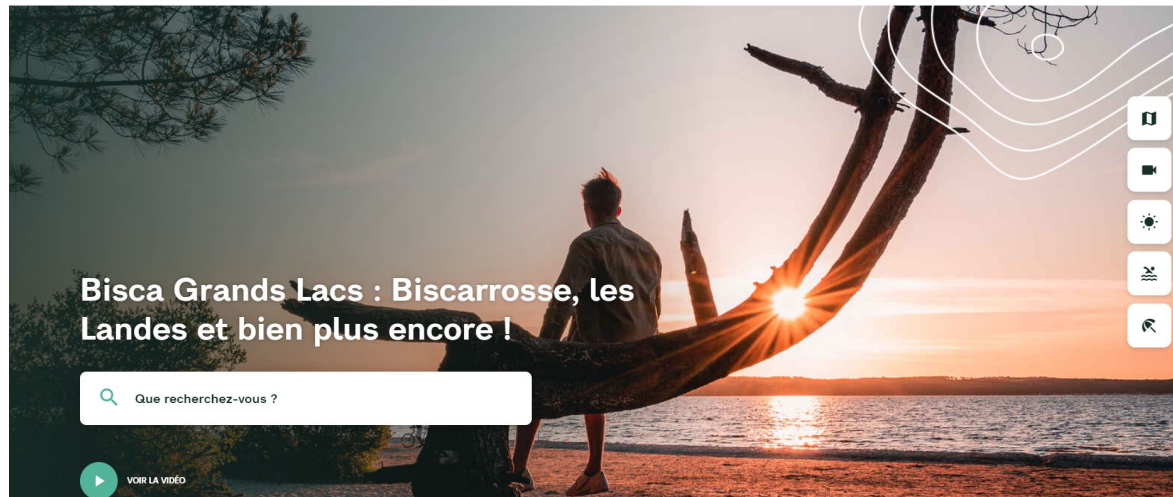 Bisca Grands Lacs : Biscarrosse, les
Landes et bien plus encore !
Que recherchez-vous ?
VOIR LA VIDÉO